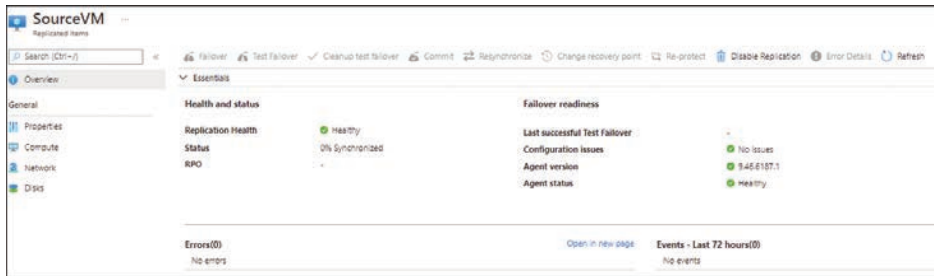 SourceVM ...
Replicated items
Search (Ctrl+/)
Failover Test Failover Cleanup test failover Commit Resynchronize Change recovery point Re-protect Disable Replication Error Details Refresh
Overview
Essentials
General
Health and status Failover readiness
Properties
Replication Health Healthy Last successful Test Failover -
Compute
Status 0% Synchronized Configuration issues No issues
Network
RPO - Agent version 9.46.6187.1
Disks
Agent status Healthy
Errors(0) Open in new page Events - Last 72 hours(0)
No errors No events